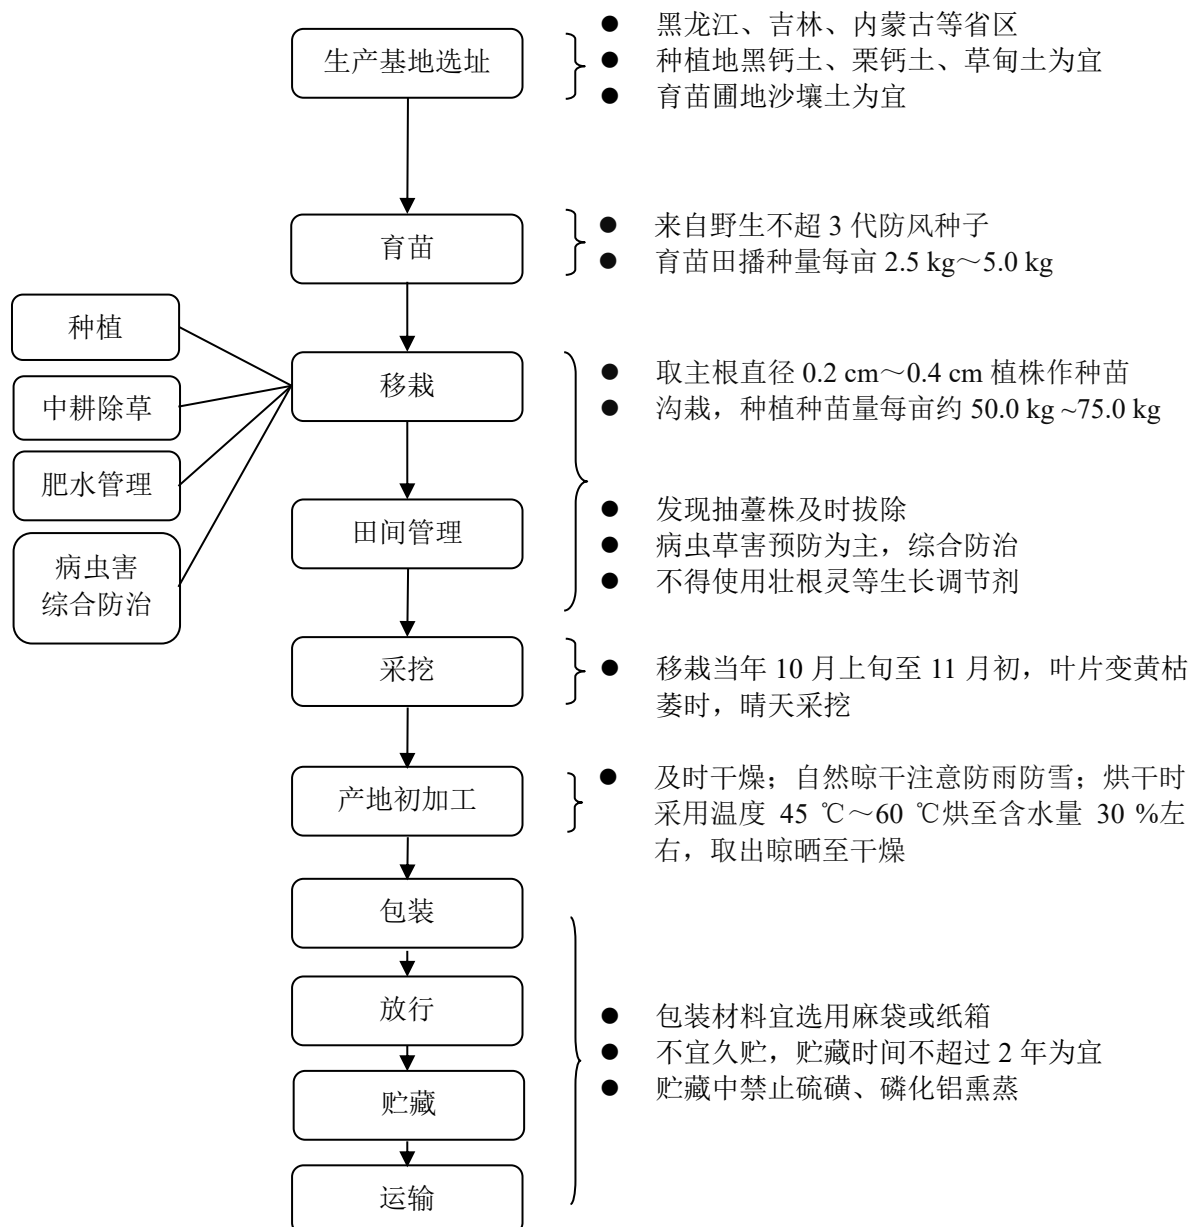 生产基地选址
● 黑龙江、吉林、内蒙古等省区
● 种植地黑钙土、栗钙土、草甸土为宜
● 育苗圃地沙壤土为宜
育苗
● 来自野生不超 3 代防风种子
● 育苗田播种量每亩 2.5 kg～5.0 kg
种植
中耕除草
肥水管理
病虫害
综合防治
移栽
● 取主根直径 0.2 cm～0.4 cm 植株作种苗
● 沟栽，种植种苗量每亩约 50.0 kg ~75.0 kg
田间管理
● 发现抽薹株及时拔除
● 病虫草害预防为主，综合防治
● 不得使用壮根灵等生长调节剂
采挖
● 移栽当年 10 月上旬至 11 月初，叶片变黄枯
萎时，晴天采挖
产地初加工
● 及时干燥；自然晾干注意防雨防雪；烘干时
采用温度 45 ℃～60 ℃烘至含水量 30 %左
右，取出晾晒至干燥
包装
放行
贮藏
运输
● 包装材料宜选用麻袋或纸箱
● 不宜久贮，贮藏时间不超过 2 年为宜
● 贮藏中禁止硫磺、磷化铝熏蒸